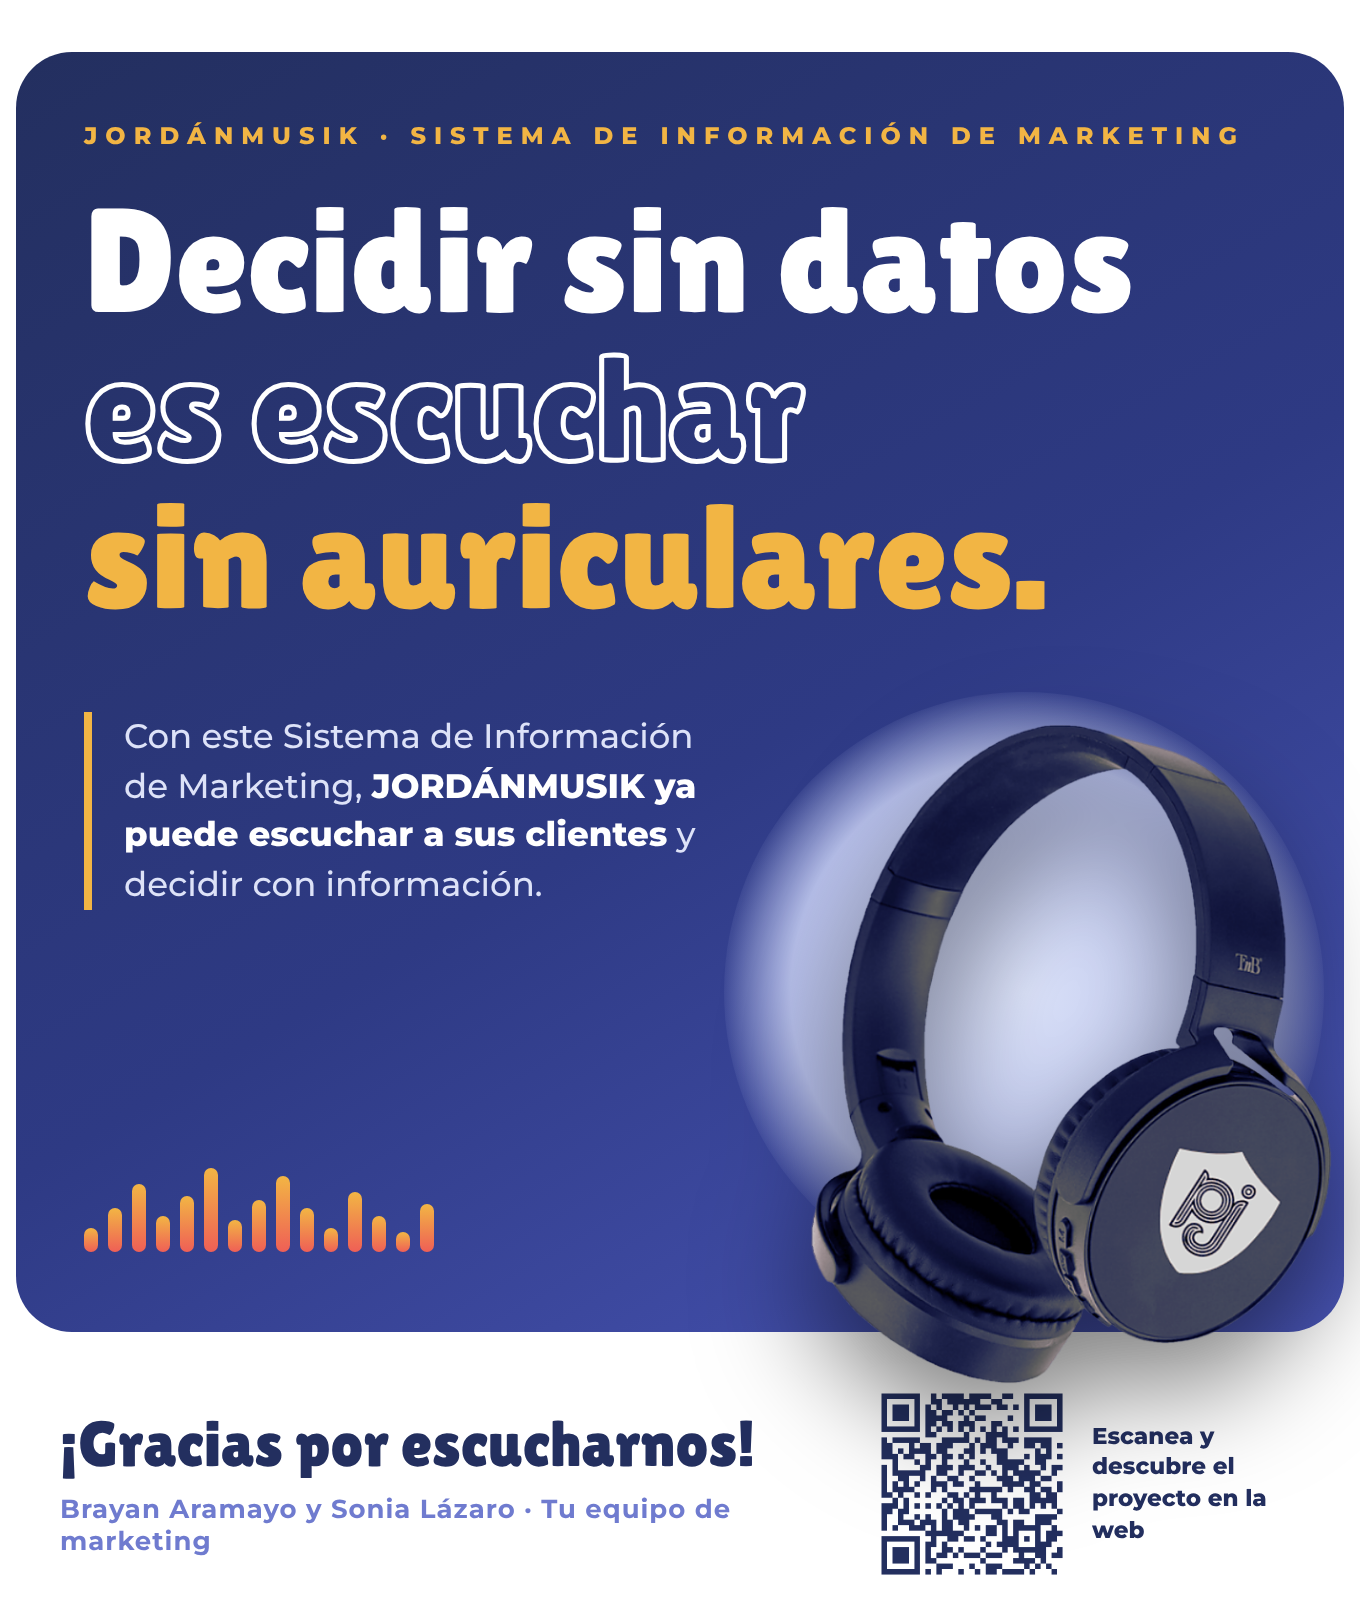 JORDÁNMUSIK · SISTEMA DE INFORMACIÓN DE MARKETING
Decidir sin datos
es escuchar
sin auriculares.
Con este Sistema de Información
de Marketing, JORDÁNMUSIK ya
puede escuchar a sus clientes y
decidir con información.
TnB
pj
¡Gracias por escucharnos!
Brayan Aramayo y Sonia Lázaro · Tu equipo de
marketing
Escanea y
descubre el
proyecto en la
web